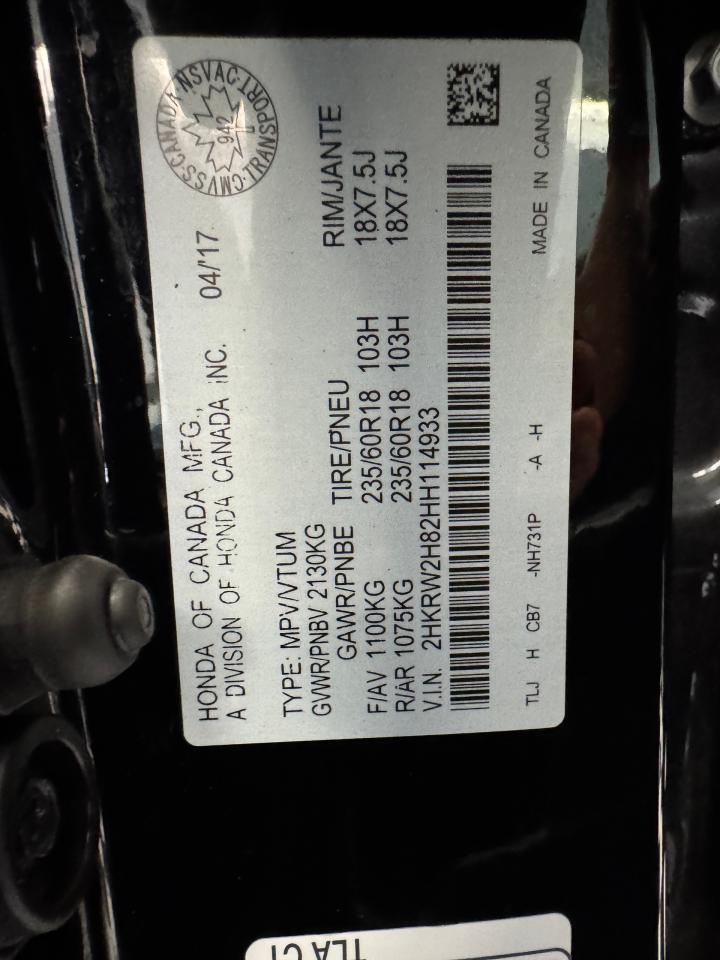 HONDA OF CANADA MFG.,
A DIVISION OF HONDA CANADA INC. 04/'17
CMVSS CANADA NSVAC
TRANSPORT
942
TYPE: MPV/VTUM
GVWR/PNBV 2130KG
GAWR/PNBE TIRE/PNEU RIM/JANTE
F/AV 1100KG 235/60R18 103H 18X7.5J
R/AR 1075KG 235/60R18 103H 18X7.5J
V.I.N. 2HKRW2H82HH114933
TLJ H CB7 -NH731P -A -H MADE IN CANADA